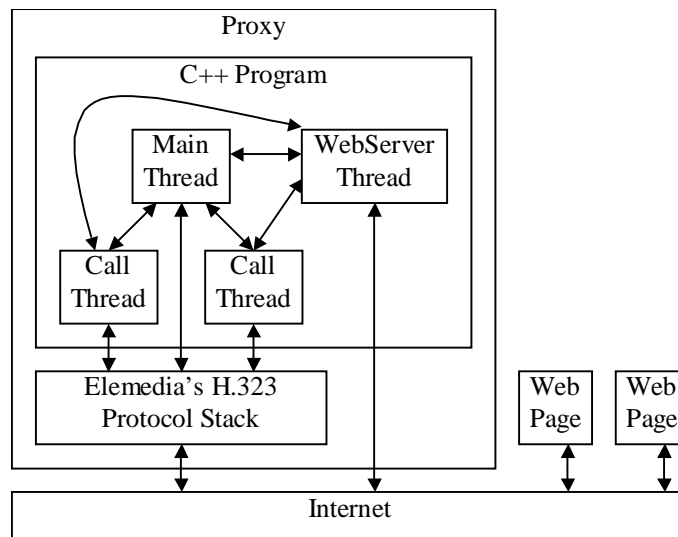 Proxy
C++ Program
Main
Thread
WebServer
Thread
Call
Thread
Call
Thread
Elemedia's H.323
Protocol Stack
Web
Page
Web
Page
Internet